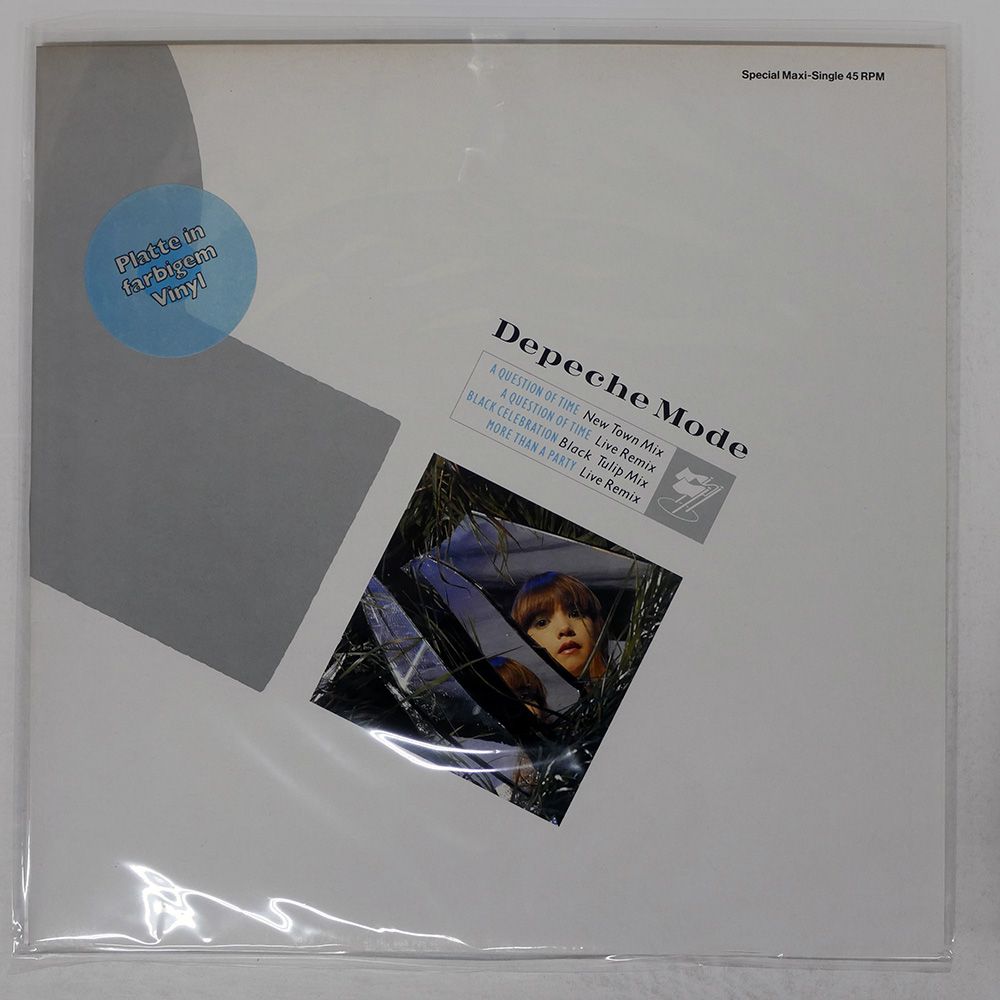 Special Maxi-Single 45 RPM
Platte in
farbigem
Vinyl
Depeche Mode
A QUESTION OF TIME New Town Mix
A QUESTION OF TIME Live Remix
BLACK CELEBRATION Black Tulip Mix
MORE THAN A PARTY Live Remix